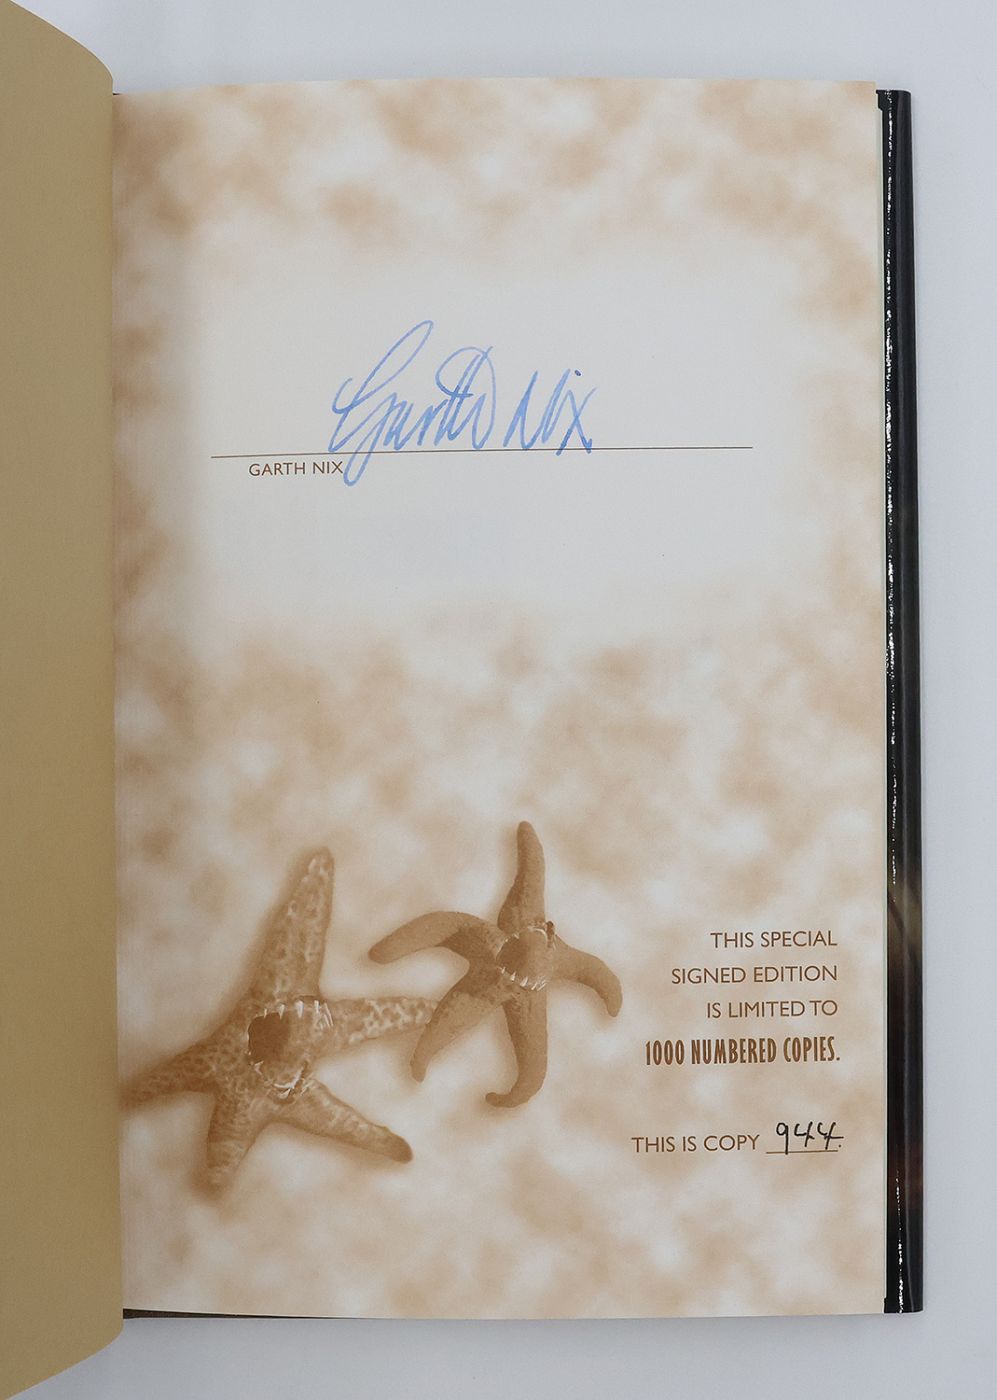 Garth Nix
GARTH NIX
THIS SPECIAL
SIGNED EDITION
IS LIMITED TO
1000 NUMBERED COPIES.
THIS IS COPY 944.